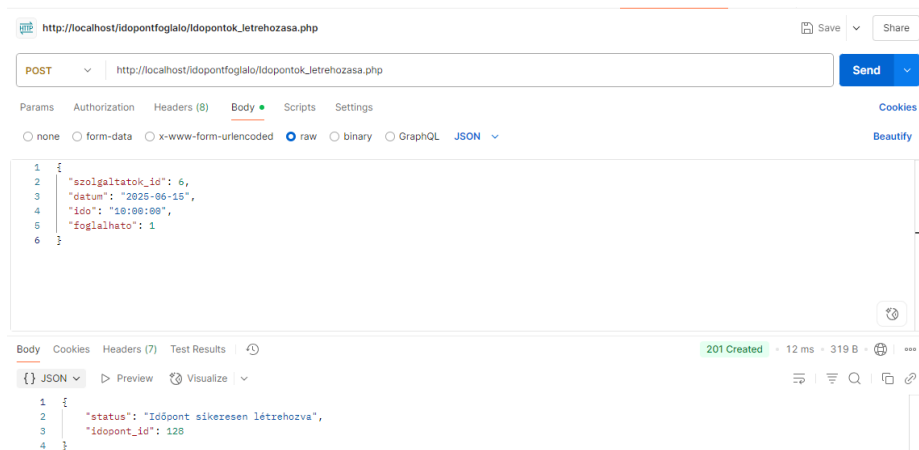 HTTP http://localhost/idopontfoglalo/Idopontok_letrehozasa.php Save Share
POST http://localhost/idopontfoglalo/Idopontok_letrehozasa.php Send
Params Authorization Headers (8) Body Scripts Settings Cookies
none form-data x-www-form-urlencoded raw binary GraphQL JSON Beautify
1 {
2 "szolgaltatok_id": 6,
3 "datum": "2025-06-15",
4 "ido": "10:00:00",
5 "foglalhato": 1
6 }
Body Cookies Headers (7) Test Results 201 Created 12 ms 319 B
{} JSON Preview Visualize
1 {
2 "status": "Időpont sikeresen létrehozva",
3 "idopont_id": 128
4 }